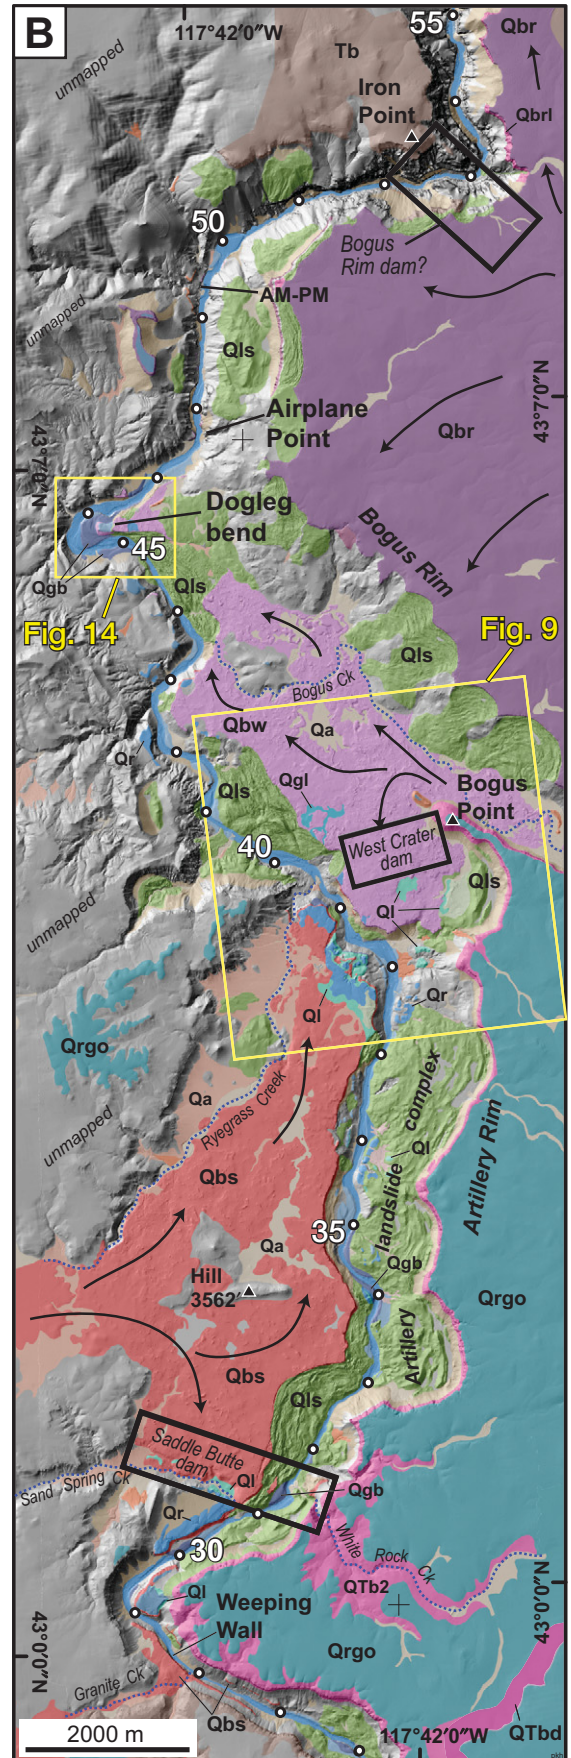 B
117°42′0″W
55
Qbr
unmapped
Tb
Iron
Point
Qbrl
50
Bogus
Rim dam?
AM-PM
unmapped
Qls
Airplane
Point
43°7′0″N
Qbr
43°7′0″N
Dogleg
bend
45
Bogus Rim
Qgb
Qls
Fig. 14
Fig. 9
Qls
Bogus Ck
Qbw
Qa
Qr
Qgl
Bogus
Point
Qls
West Crater
dam
40
Qls
Ql
unmapped
Ql
Qr
Qrgo
complex
Qa
Ryegrass Creek
Artillery Rim
unmapped
Ql
landslide
Qbs
35
Qa
Qgb
Hill
3562'
Qrgo
Artillery
Qbs
Qls
Saddle Butte
dam
Ql
Sand Spring Ck
Qgb
Qr
White Rock Ck
30
QTb2
Ql
Weeping
Wall
43°0′0″N
43°0′0″N
Qrgo
Granite Ck
Qbs
QTbd
2000 m
117°42′0″W